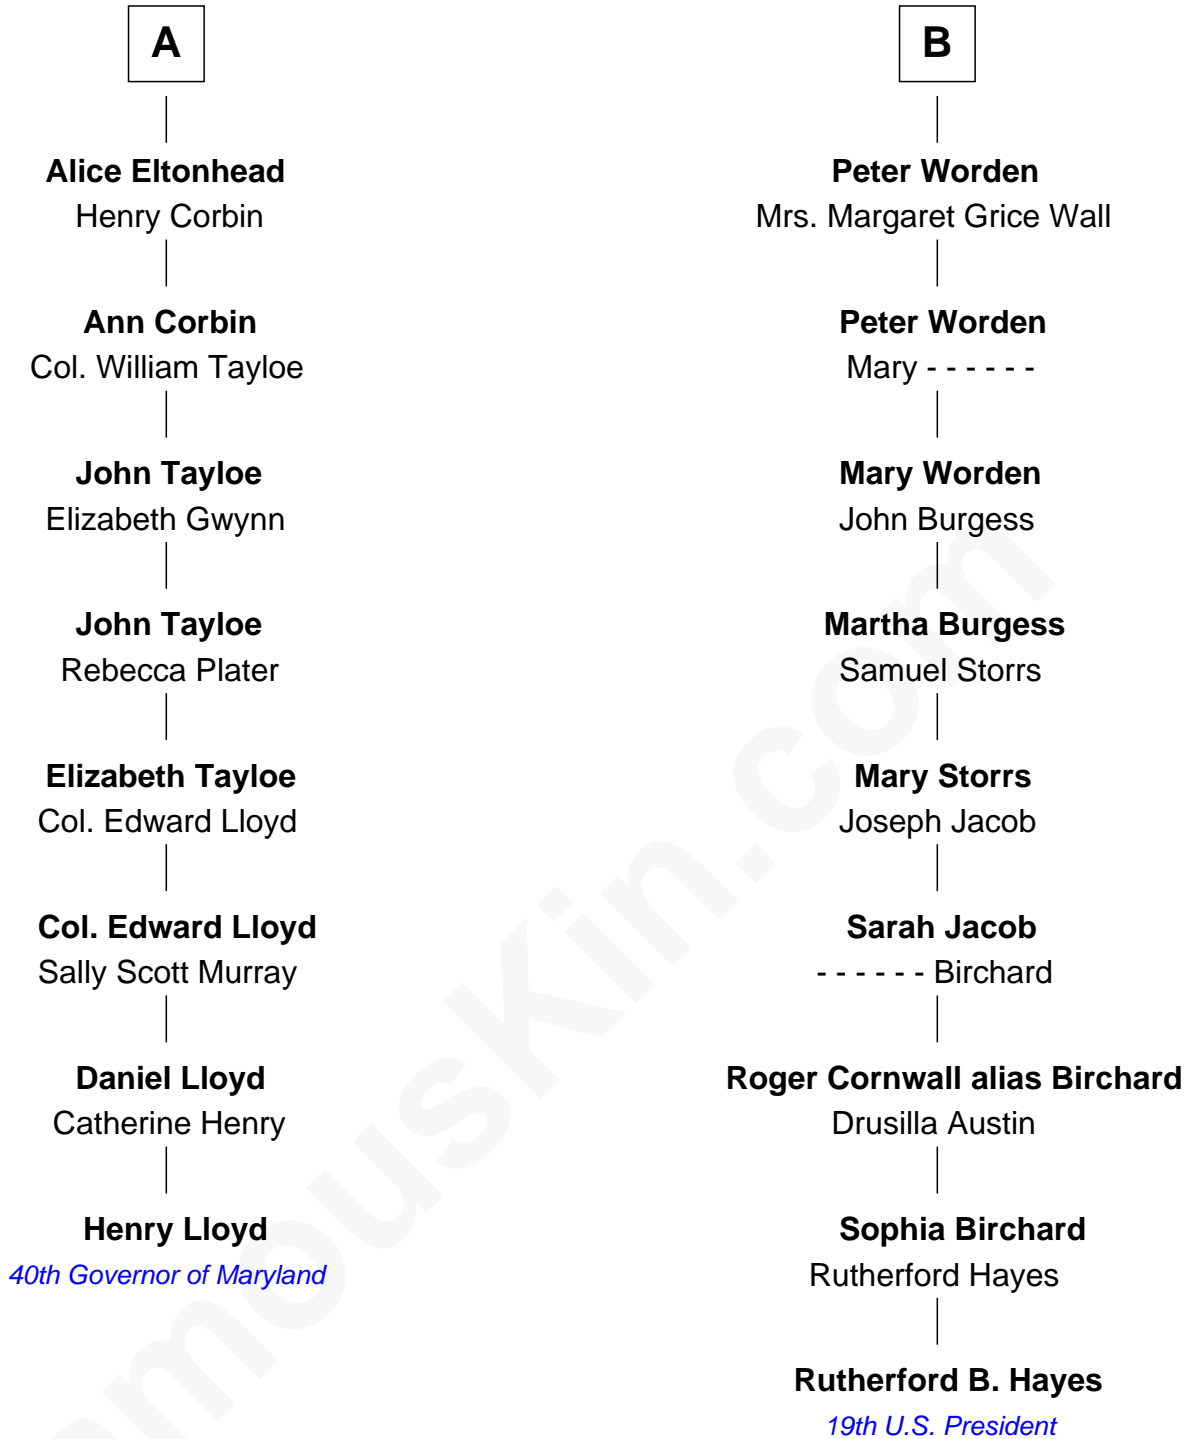 A
Alice Eltonhead
Henry Corbin
Ann Corbin
Col. William Tayloe
John Tayloe
Elizabeth Gwynn
John Tayloe
Rebecca Plater
Elizabeth Tayloe
Col. Edward Lloyd
Col. Edward Lloyd
Sally Scott Murray
Daniel Lloyd
Catherine Henry
Henry Lloyd
40th Governor of Maryland
B
Peter Worden
Mrs. Margaret Grice Wall
Peter Worden
Mary - - - - - -
Mary Worden
John Burgess
Martha Burgess
Samuel Storrs
Mary Storrs
Joseph Jacob
Sarah Jacob
- - - - - - Birchard
Roger Cornwall alias Birchard
Drusilla Austin
Sophia Birchard
Rutherford Hayes
Rutherford B. Hayes
19th U.S. President
amousKin.com